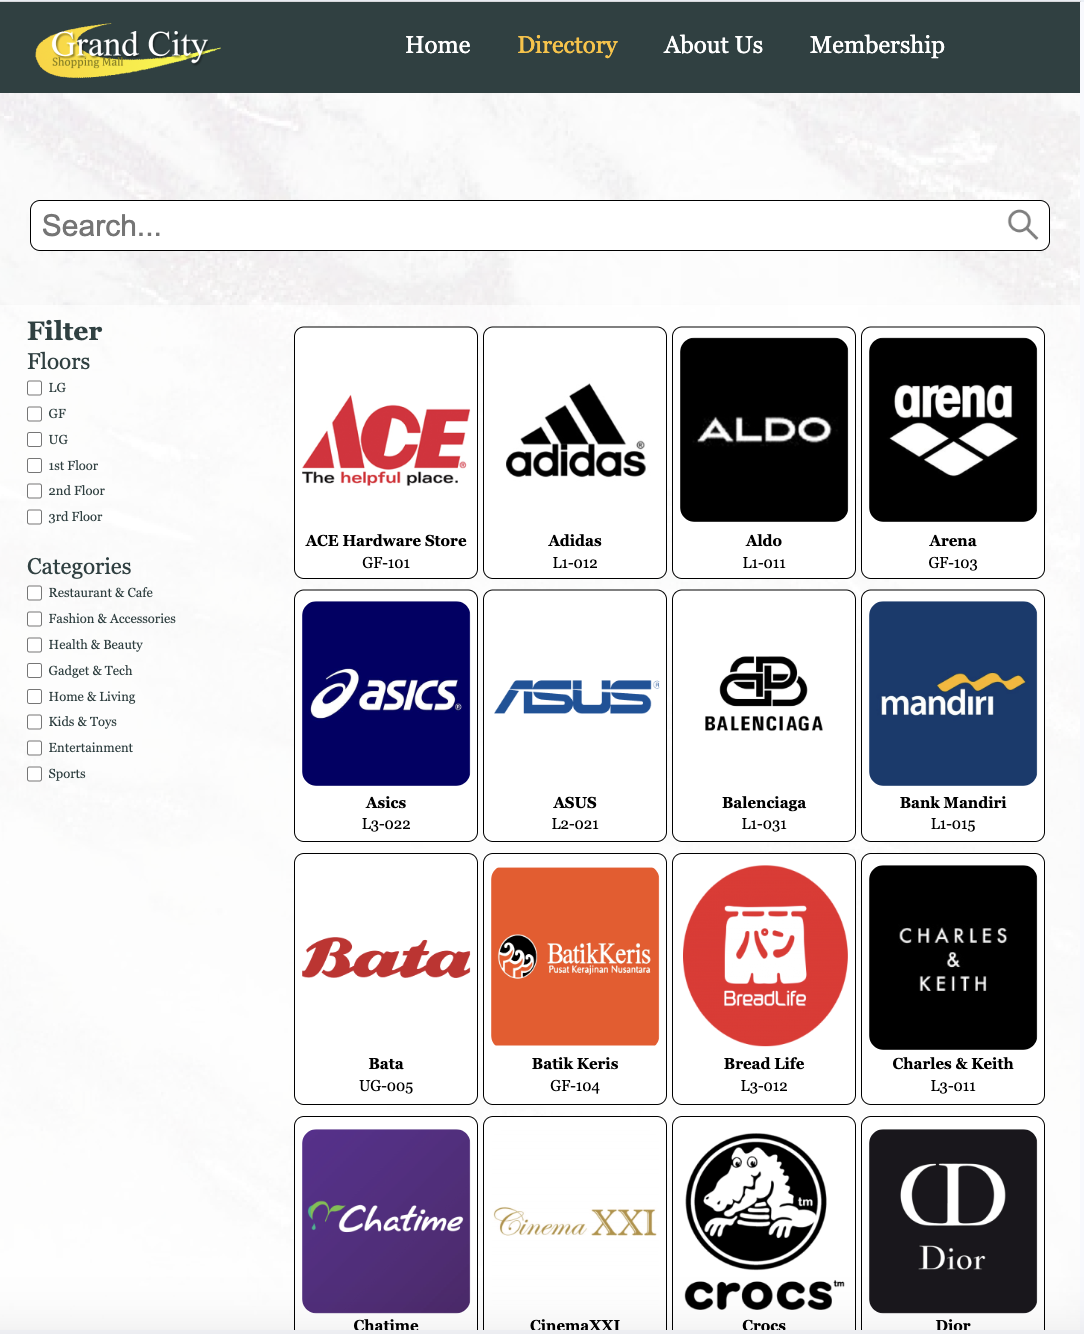 Grand City
Shopping Mall
Home
Directory
About Us
Membership
Search...
Filter
Floors
LG
GF
UG
1st Floor
2nd Floor
3rd Floor
Categories
Restaurant & Cafe
Fashion & Accessories
Health & Beauty
Gadget & Tech
Home & Living
Kids & Toys
Entertainment
Sports
ACE®
The helpful place.
ACE Hardware Store
GF-101
adidas®
Adidas
L1-012
ALDO
Aldo
L1-011
arena
Arena
GF-103
asics®
Asics
L3-022
ASUS®
ASUS
L2-021
BALENCIAGA
Balenciaga
L1-031
mandırı
Bank Mandiri
L1-015
Bata
Bata
UG-005
BatikKeris
Pusat Kerajinan Nusantara
Batik Keris
GF-104
パン
BreadLife
Bread Life
L3-012
CHARLES
&
KEITH
Charles & Keith
L3-011
Chatime
Chatime
Cinema XXI
CinemaXXI
tm
crocs™
Crocs
CD
Dior
Dior